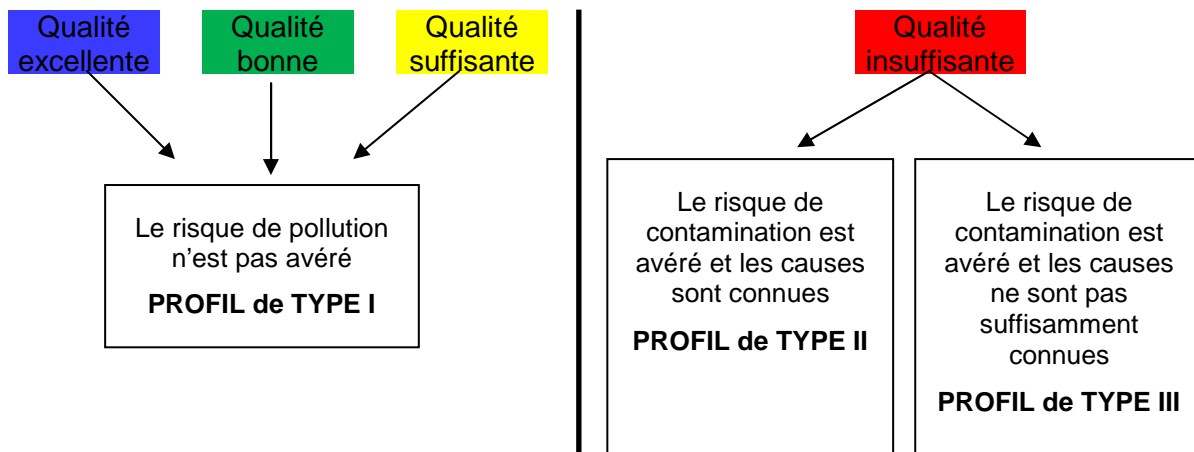 Qualité
excellente
Qualité
bonne
Qualité
suffisante
Qualité
insuffisante
Le risque de pollution
n’est pas avéré
PROFIL de TYPE I
Le risque de
contamination est
avéré et les causes
sont connues
PROFIL de TYPE II
Le risque de
contamination est
avéré et les causes
ne sont pas
suffisamment
connues
PROFIL de TYPE III